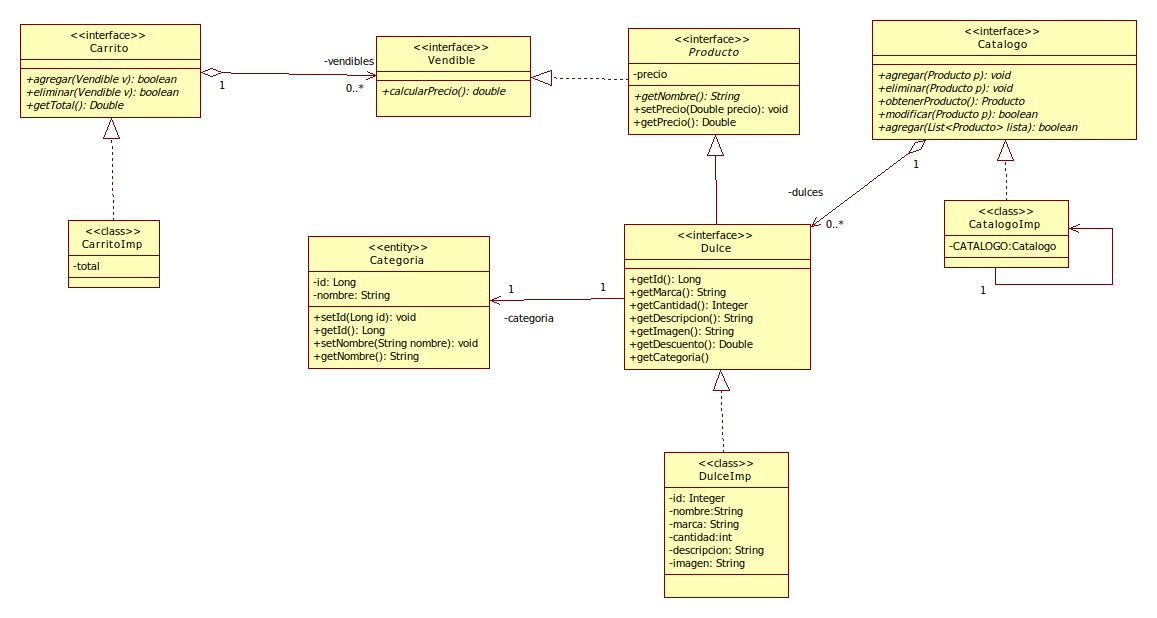 <<interface>>
Carrito
+agregar(Vendible v): boolean
+eliminar(Vendible v): boolean
+getTotal(): Double
1
-vendibles
0..*
<<interface>>
Vendible
+calcularPrecio(): double
<<interface>>
Producto
-precio
+getNombre(): String
+setPrecio(Double precio): void
+getPrecio(): Double
<<interface>>
Catalogo
+agregar(Producto p): void
+eliminar(Producto p): void
+obtenerProducto(): Producto
+modificar(Producto p): boolean
+agregar(List<Producto> lista): boolean
1
-dulces
0..*
<<class>>
CarritoImp
-total
<<entity>>
Categoria
-id: Long
-nombre: String
+setId(Long id): void
+getId(): Long
+setNombre(String nombre): void
+getNombre(): String
1
1
-categoria
<<interface>>
Dulce
+getId(): Long
+getMarca(): String
+getCantidad(): Integer
+getDescripcion(): String
+getImagen(): String
+getDescuento(): Double
+getCategoria()
<<class>>
CatalogoImp
-CATALOGO:Catalogo
1
<<class>>
DulceImp
-id: Integer
-nombre:String
-marca: String
-cantidad:int
-descripcion: String
-imagen: String